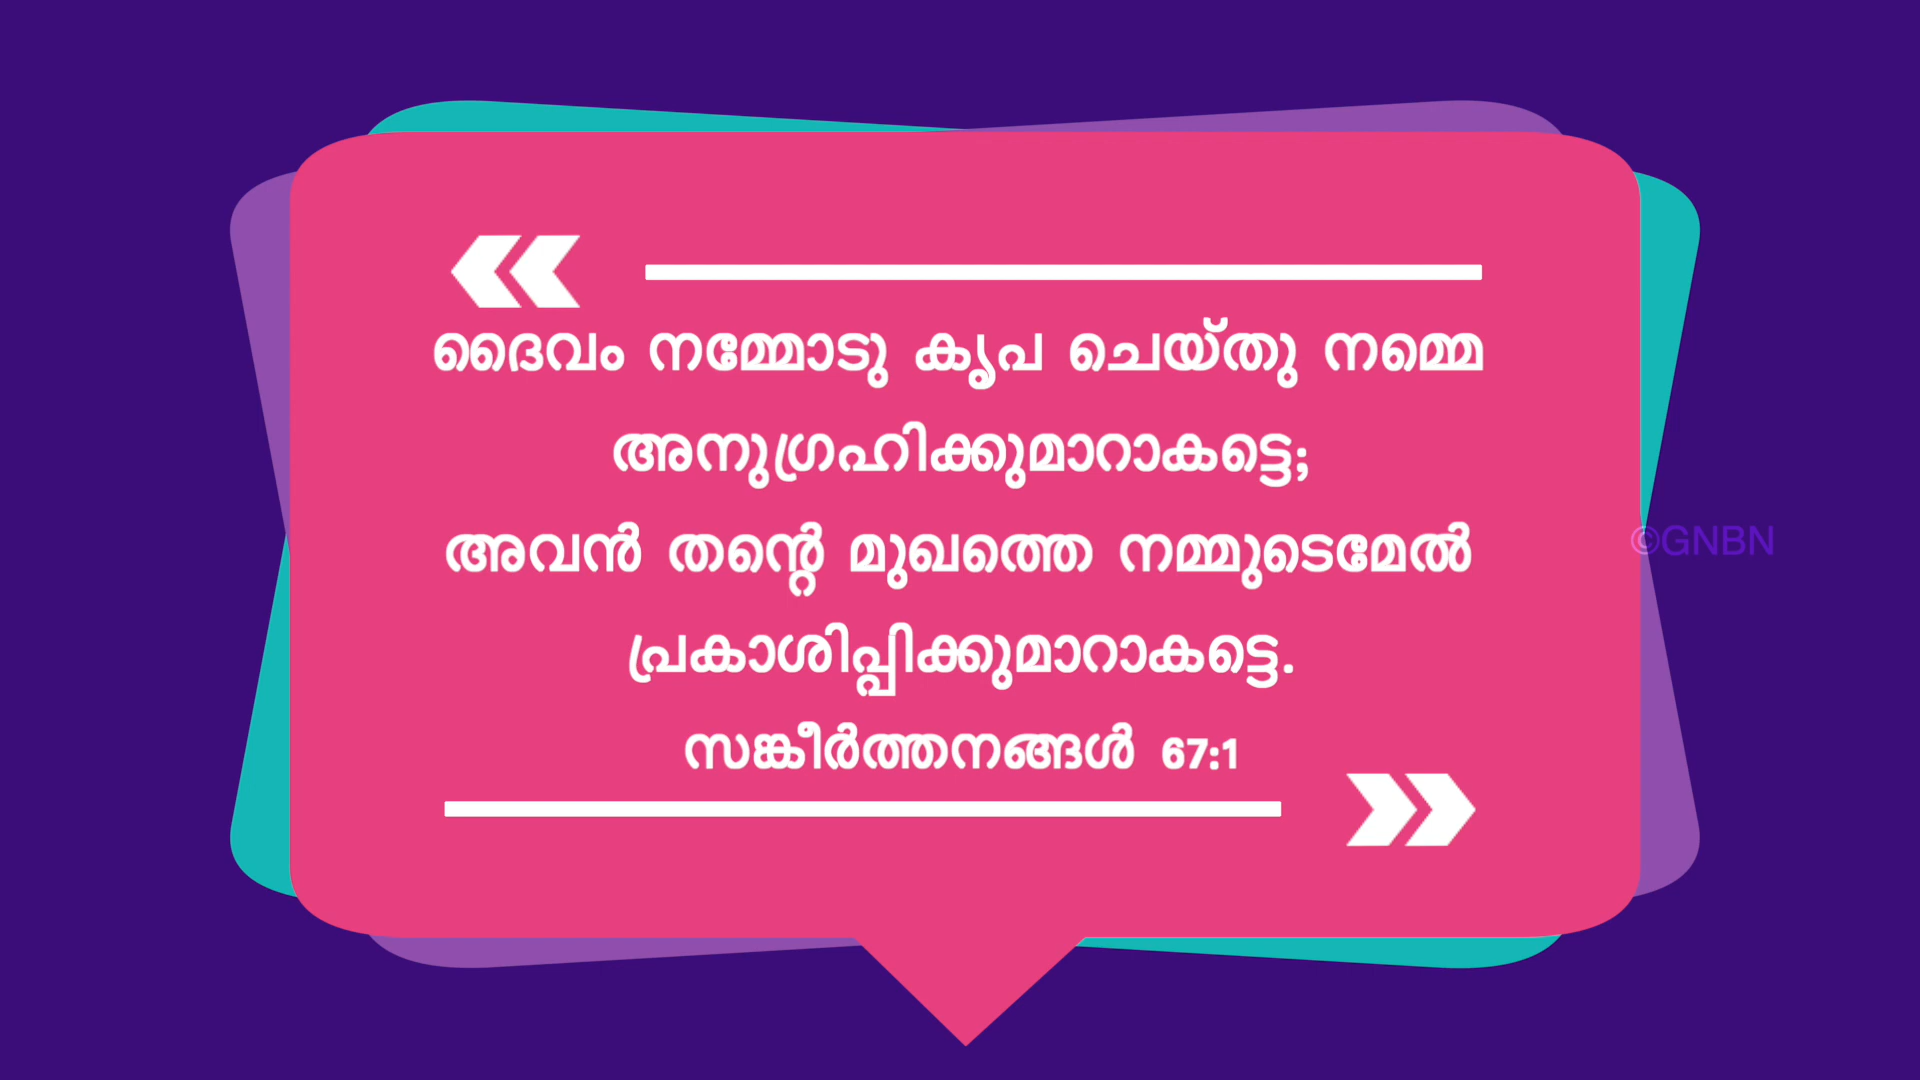 ദൈവം നമ്മോടു കൃപ ചെയ്തു നമ്മെ
അനുഗ്രഹിക്കുമാറാകട്ടെ;
അവൻ തന്റെ മുഖത്തെ നമ്മുടെമേൽ
പ്രകാശിപ്പിക്കുമാറാകട്ടെ.
സങ്കീർത്തനങ്ങൾ 67:1
©GNBN